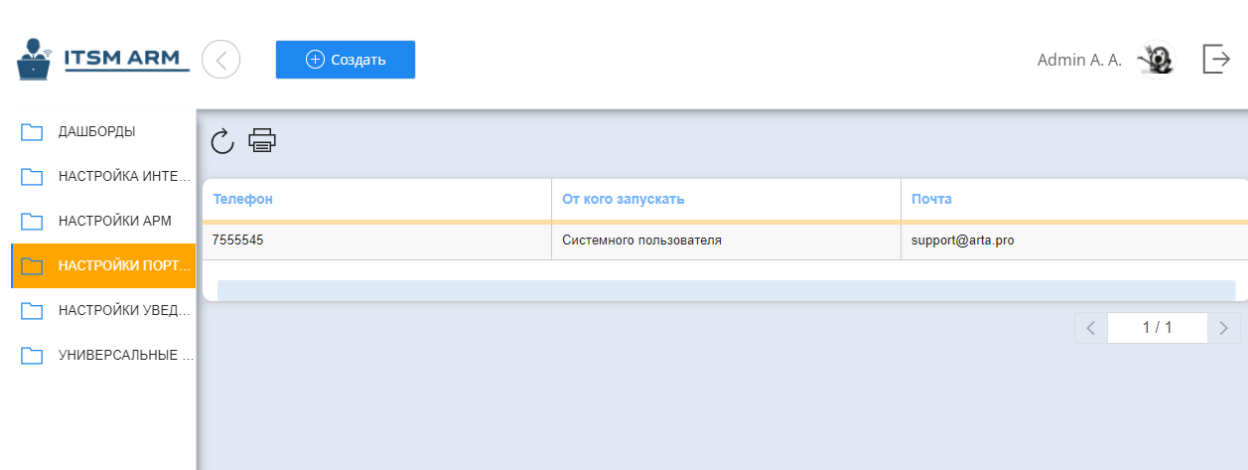 ITSM ARM
Создать
Admin A. A.
ДАШБОРДЫ
НАСТРОЙКА ИНТЕ...
НАСТРОЙКИ АРМ
НАСТРОЙКИ ПОРТ...
НАСТРОЙКИ УВЕД...
УНИВЕРСАЛЬНЫЕ ...
Телефон От кого запускать Почта
7555545 Системного пользователя support@arta.pro
1 / 1